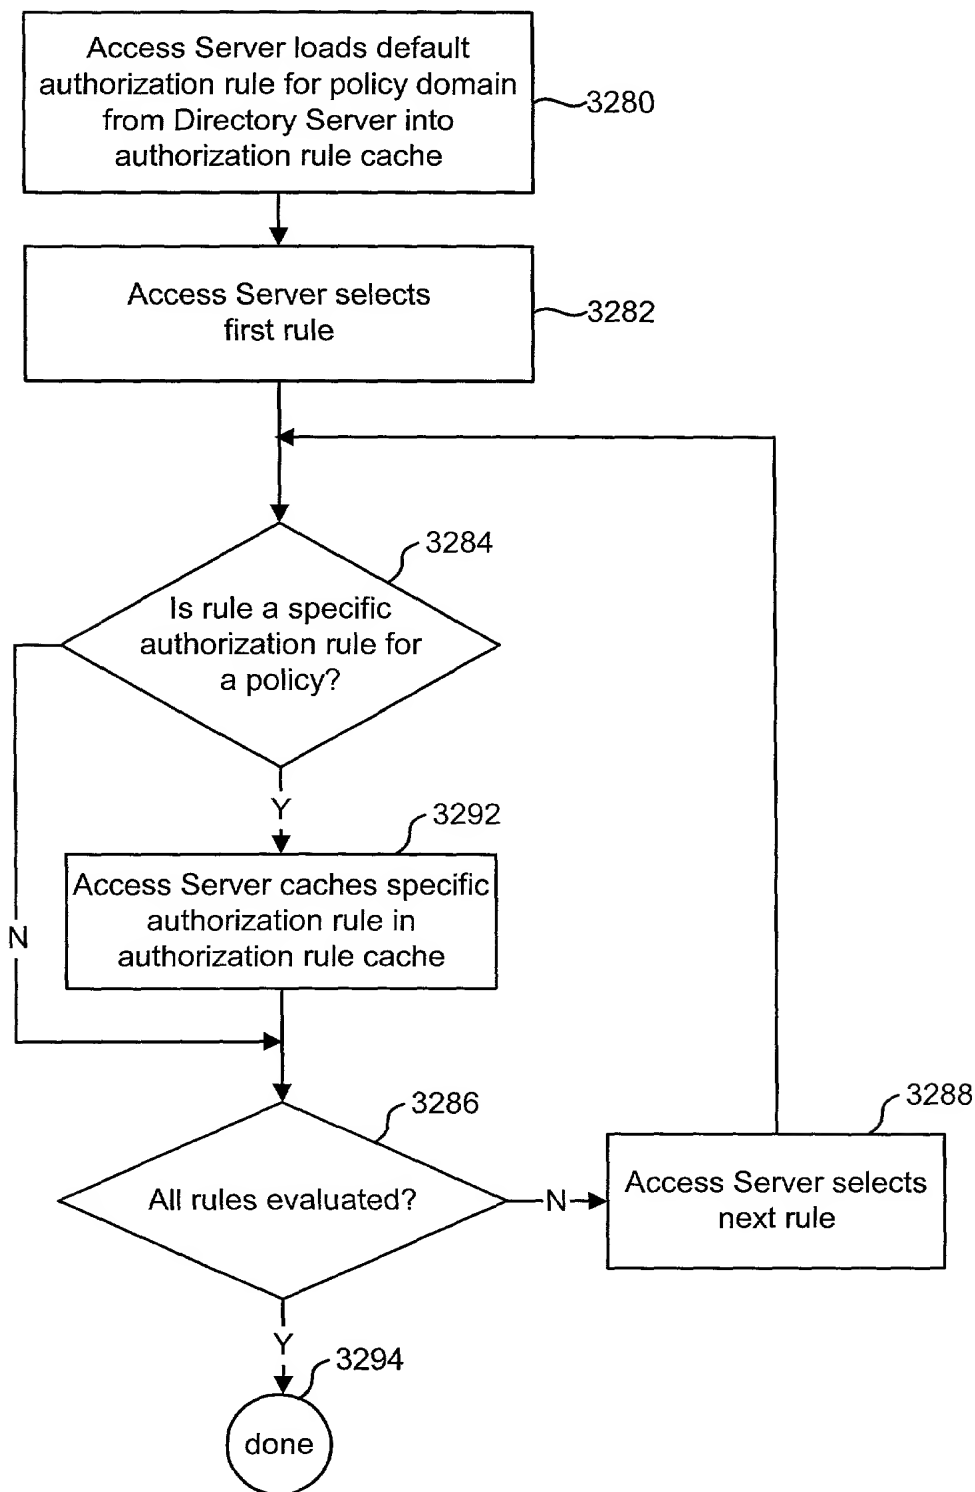 Access Server loads default
authorization rule for policy domain
from Directory Server into
authorization rule cache
3280
Access Server selects
first rule
3282
3284
Is rule a specific
authorization rule for
a policy?
Y
3292
Access Server caches specific
authorization rule in
authorization rule cache
N
3286
All rules evaluated?
N
3288
Access Server selects
next rule
Y
3294
done